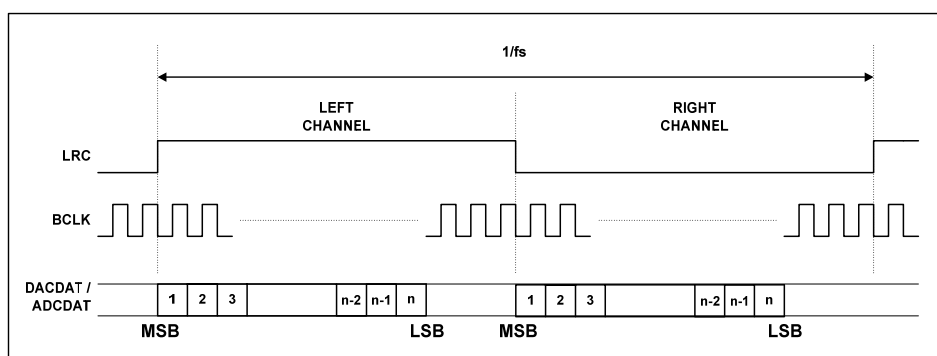 1/fs
LEFT
CHANNEL
RIGHT
CHANNEL
LRC
BCLK
DACDAT /
ADCDAT
1 2 3 n-2 n-1 n 1 2 3 n-2 n-1 n
MSB LSB MSB LSB